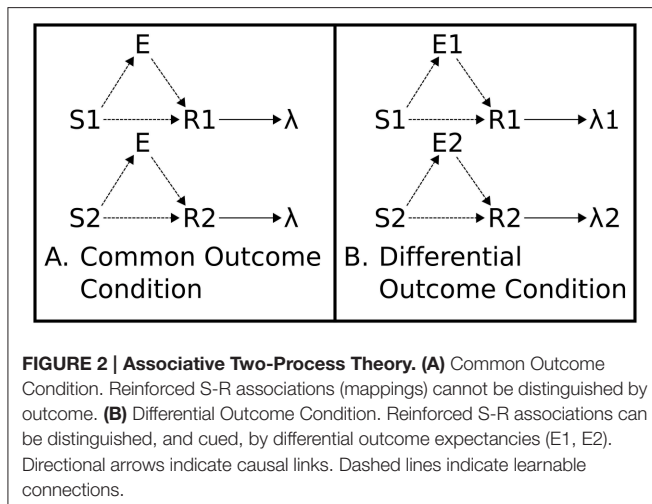 E
S1 R1 λ
E
S2 R2 λ
A. Common Outcome
Condition
E1
S1 R1 λ1
E2
S2 R2 λ2
B. Differential
Outcome Condition
FIGURE 2 | Associative Two-Process Theory. (A) Common Outcome
Condition. Reinforced S-R associations (mappings) cannot be distinguished by
outcome. (B) Differential Outcome Condition. Reinforced S-R associations can
be distinguished, and cued, by differential outcome expectancies (E1, E2).
Directional arrows indicate causal links. Dashed lines indicate learnable
connections.